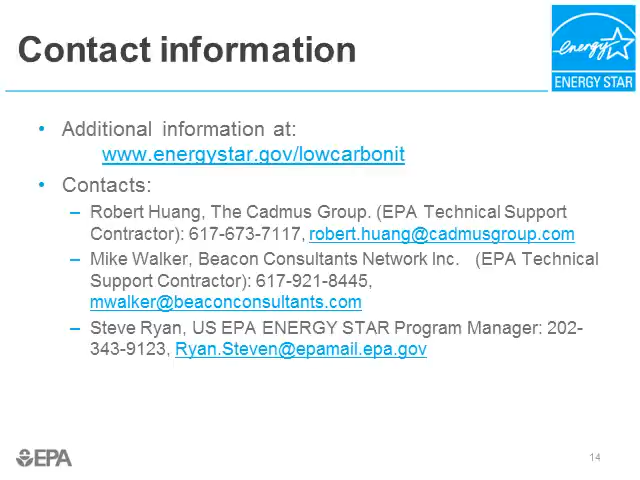 Contact information
energy
ENERGY STAR
• Additional information at:
www.energystar.gov/lowcarbonit
• Contacts:
– Robert Huang, The Cadmus Group. (EPA Technical Support
Contractor): 617-673-7117, robert.huang@cadmusgroup.com
– Mike Walker, Beacon Consultants Network Inc. (EPA Technical
Support Contractor): 617-921-8445,
mwalker@beaconconsultants.com
– Steve Ryan, US EPA ENERGY STAR Program Manager: 202-
343-9123, Ryan.Steven@epamail.epa.gov
EPA
14